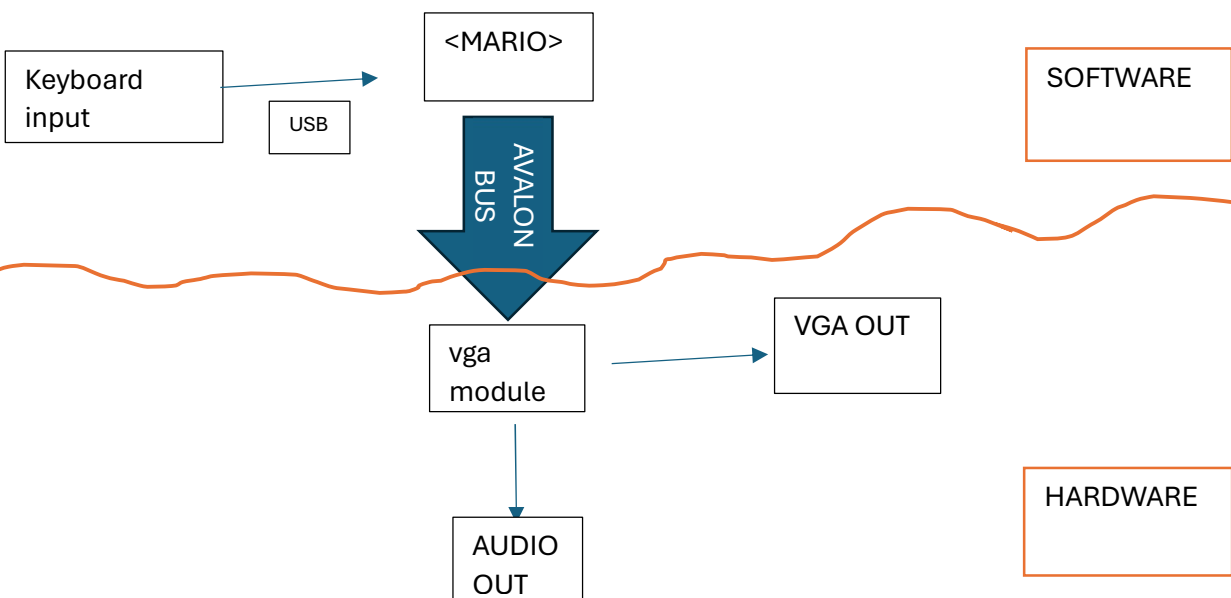 <MARIO>
Keyboard
input
USB
SOFTWARE
AVALON
BUS
vga
module
VGA OUT
HARDWARE
AUDIO
OUT